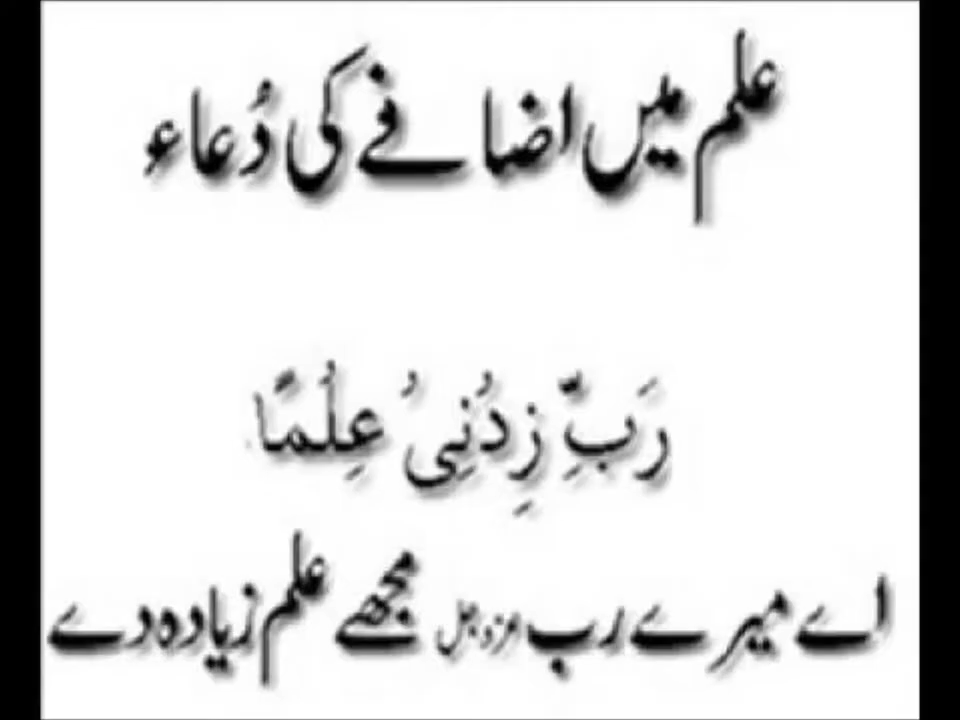 علم میں اضافے کی دُعاء
رَبِّ زِدْنِیْ عِلْمًا
اے میرے رب عزوجل مجھے علم زیادہ دے